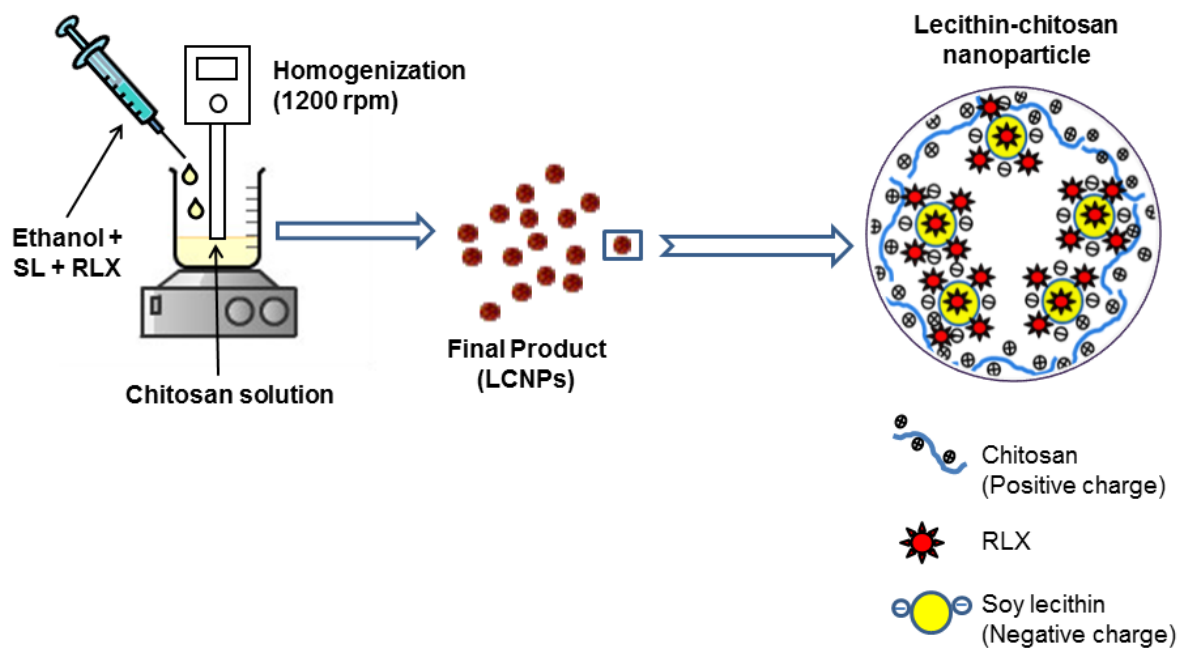 Homogenization
(1200 rpm)
Ethanol +
SL + RLX
Chitosan solution
Final Product
(LCNPs)
Lecithin-chitosan
nanoparticle
Chitosan
(Positive charge)
RLX
Soy lecithin
(Negative charge)